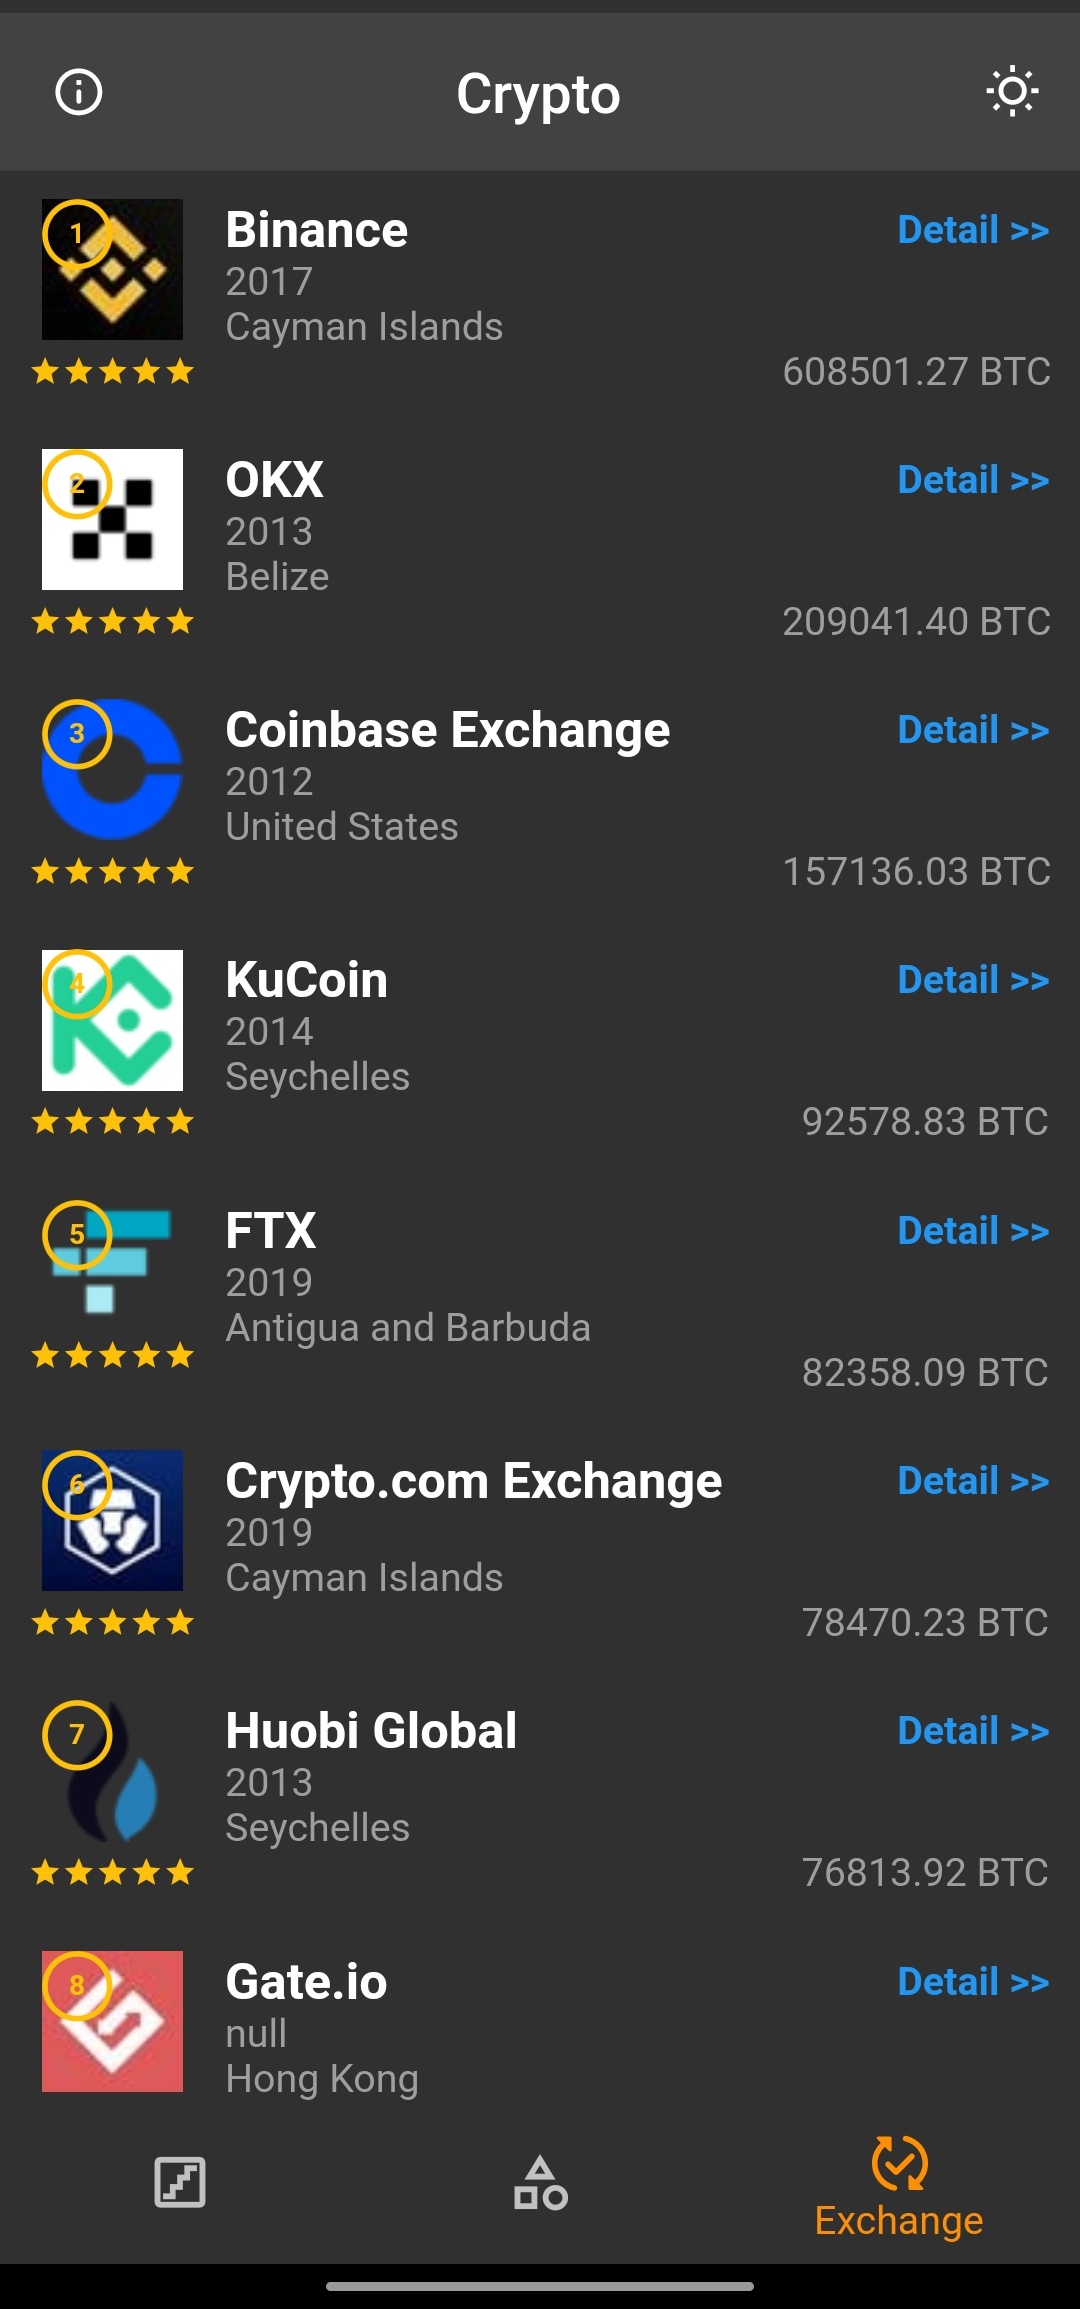 Crypto
1
Binance
Detail >>
2017
Cayman Islands
608501.27 BTC
2
OKX
Detail >>
2013
Belize
209041.40 BTC
3
Coinbase Exchange
Detail >>
2012
United States
157136.03 BTC
4
KuCoin
Detail >>
2014
Seychelles
92578.83 BTC
5
FTX
Detail >>
2019
Antigua and Barbuda
82358.09 BTC
6
Crypto.com Exchange
Detail >>
2019
Cayman Islands
78470.23 BTC
7
Huobi Global
Detail >>
2013
Seychelles
76813.92 BTC
8
Gate.io
Detail >>
null
Hong Kong
Exchange